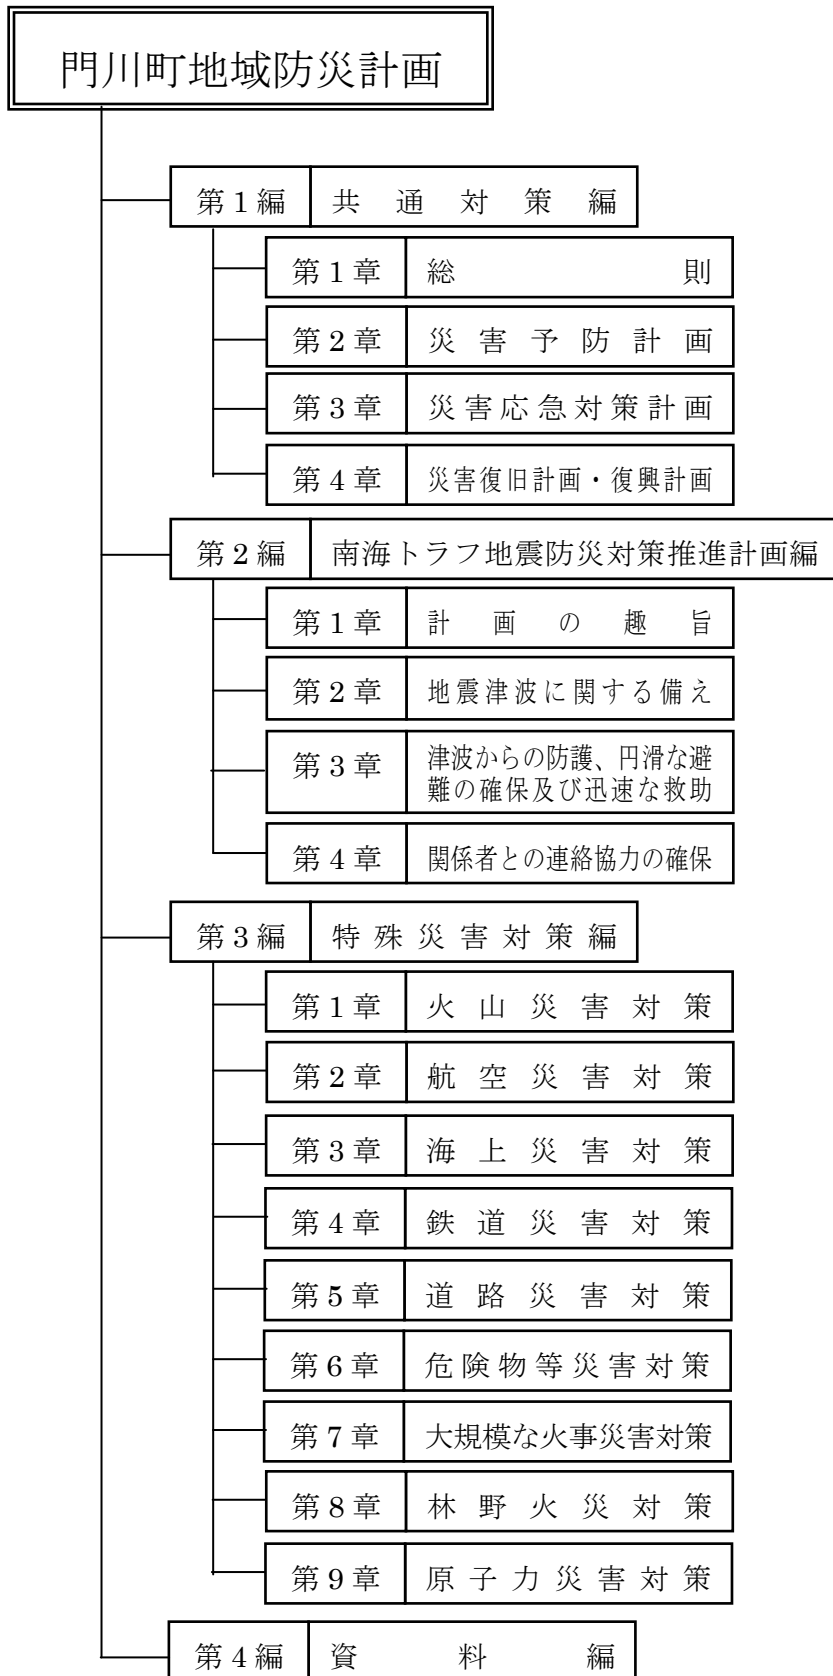 門川町地域防災計画
第1編 共通対策編
第1章 総則
第2章 災害予防計画
第3章 災害応急対策計画
第4章 災害復旧計画・復興計画
第2編 南海トラフ地震防災対策推進計画編
第1章 計画の趣旨
第2章 地震津波に関する備え
第3章 津波からの防護、円滑な避
難の確保及び迅速な救助
第4章 関係者との連絡協力の確保
第3編 特殊災害対策編
第1章 火山災害対策
第2章 航空災害対策
第3章 海上災害対策
第4章 鉄道災害対策
第5章 道路災害対策
第6章 危険物等災害対策
第7章 大規模な火事災害対策
第8章 林野火災対策
第9章 原子力災害対策
第4編 資料編